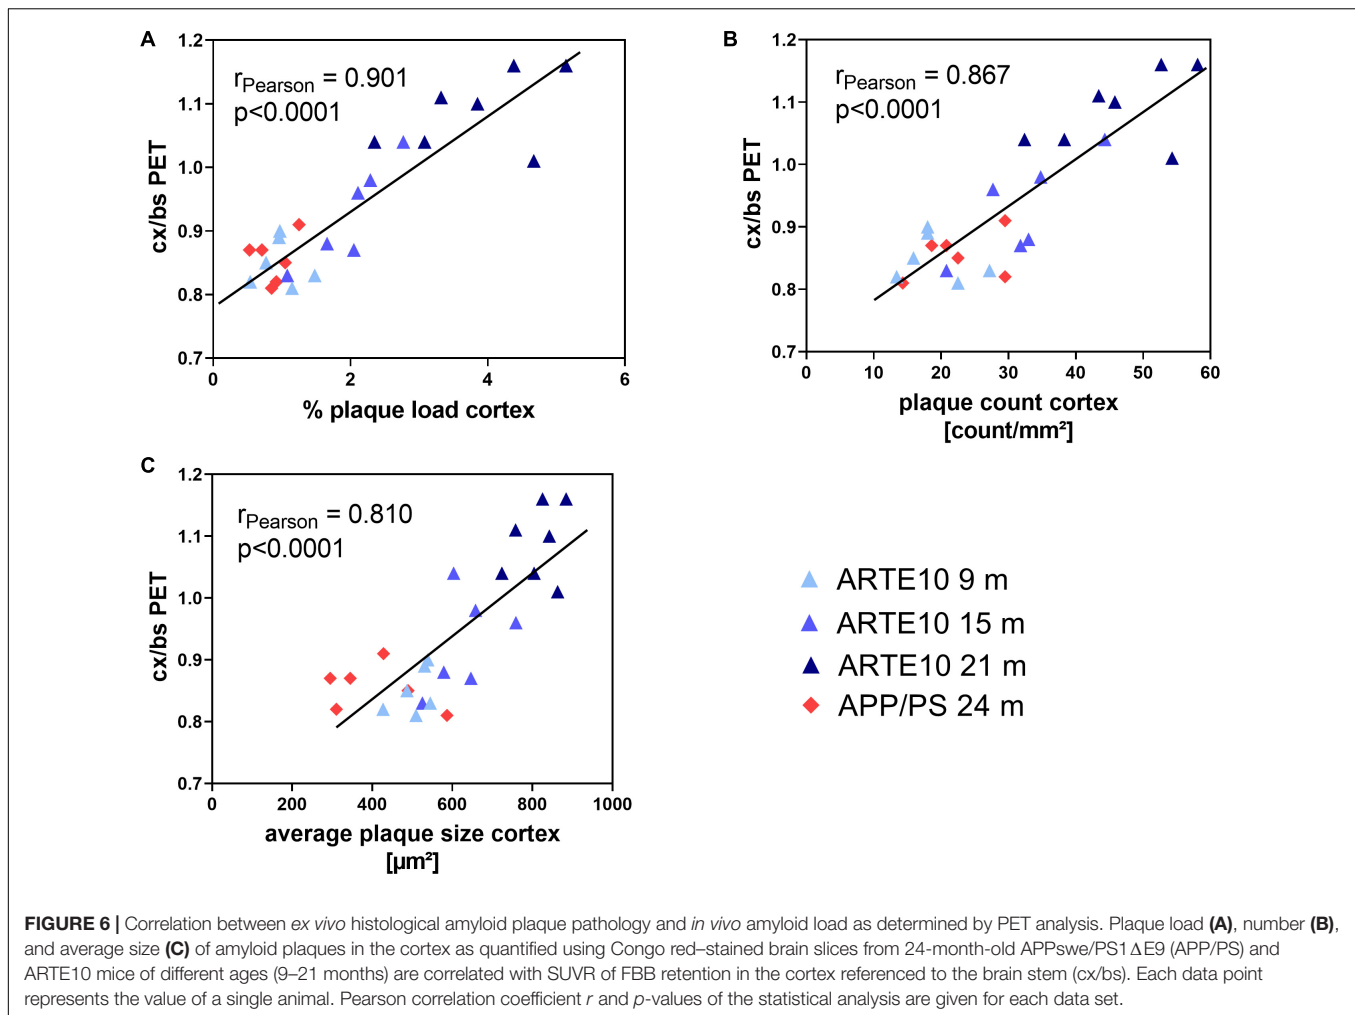 A
1.2
1.1
1.0
0.9
0.8
0.7
cx/bs PET
rPearson = 0.901
p<0.0001
0 2 4 6
% plaque load cortex
B
1.2
1.1
1.0
0.9
0.8
0.7
cx/bs PET
rPearson = 0.867
p<0.0001
0 10 20 30 40 50 60
plaque count cortex
[count/mm²]
C
1.2
1.1
1.0
0.9
0.8
0.7
cx/bs PET
rPearson = 0.810
p<0.0001
0 200 400 600 800 1000
average plaque size cortex
[µm²]
ARTE10 9 m
ARTE10 15 m
ARTE10 21 m
APP/PS 24 m
FIGURE 6 | Correlation between ex vivo histological amyloid plaque pathology and in vivo amyloid load as determined by PET analysis. Plaque load (A), number (B),
and average size (C) of amyloid plaques in the cortex as quantified using Congo red–stained brain slices from 24-month-old APPswe/PS1ΔE9 (APP/PS) and
ARTE10 mice of different ages (9–21 months) are correlated with SUVR of FBB retention in the cortex referenced to the brain stem (cx/bs). Each data point
represents the value of a single animal. Pearson correlation coefficient r and p-values of the statistical analysis are given for each data set.